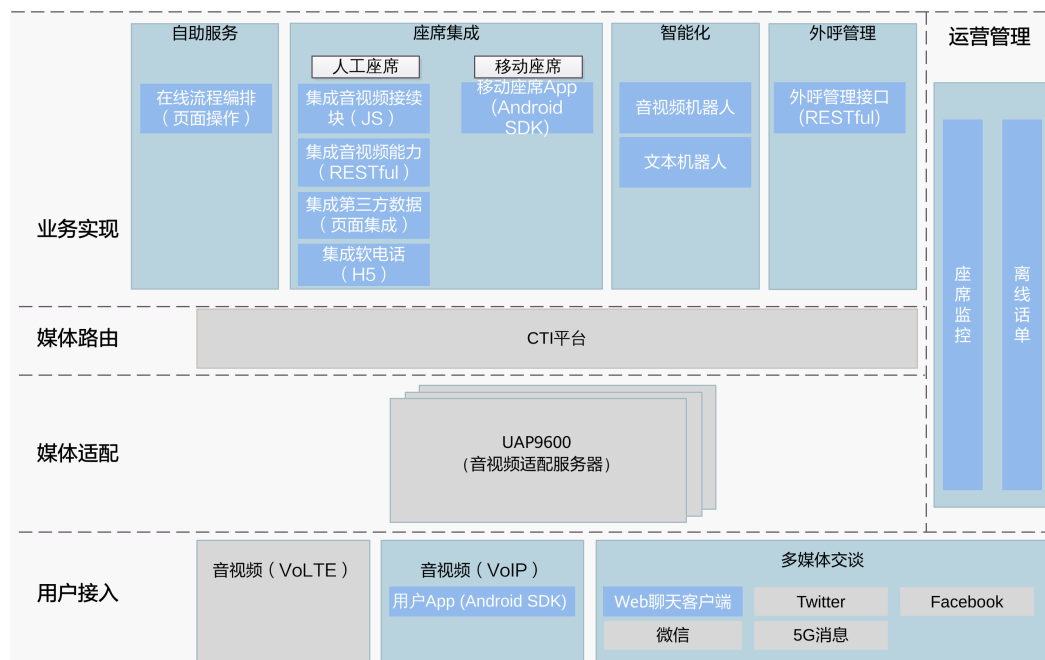 自助服务
座席集成
智能化
外呼管理
运营管理
人工座席
移动座席
在线流程编排
（页面操作）
集成音视频接续
块（JS）
集成音视频能力
（RESTful）
集成第三方数据
（页面集成）
集成软电话
（H5）
移动座席App
（Android
SDK）
音视频机器人
文本机器人
外呼管理接口
（RESTful）
业务实现
座席监控
离线话单
媒体路由
CTI平台
媒体适配
UAP9600
（音视频适配服务器）
用户接入
音视频（VoLTE）
音视频（VoIP）
用户App (Android SDK)
多媒体交谈
Web聊天客户端
Twitter
Facebook
微信
5G消息